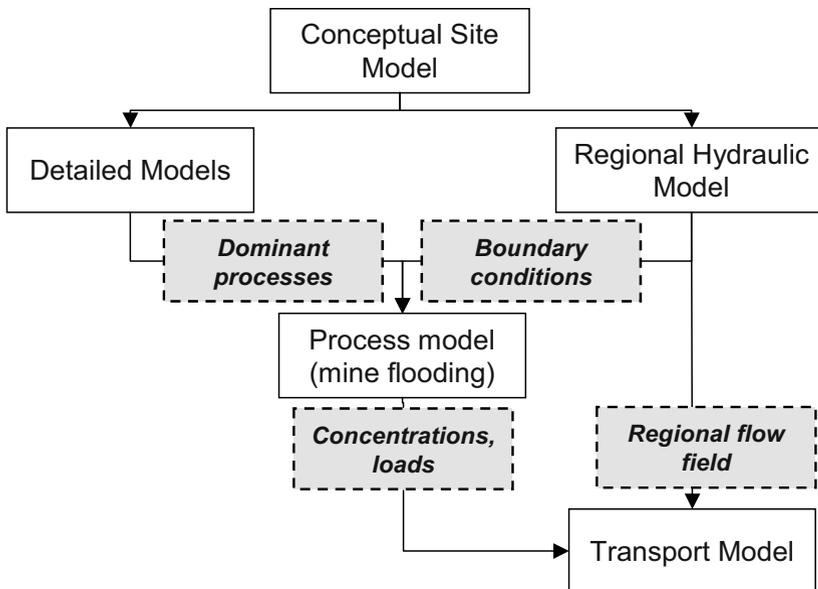 Conceptual Site
Model
Detailed Models
Regional Hydraulic
Model
Dominant
processes
Boundary
conditions
Process model
(mine flooding)
Concentrations,
loads
Regional flow
field
Transport Model